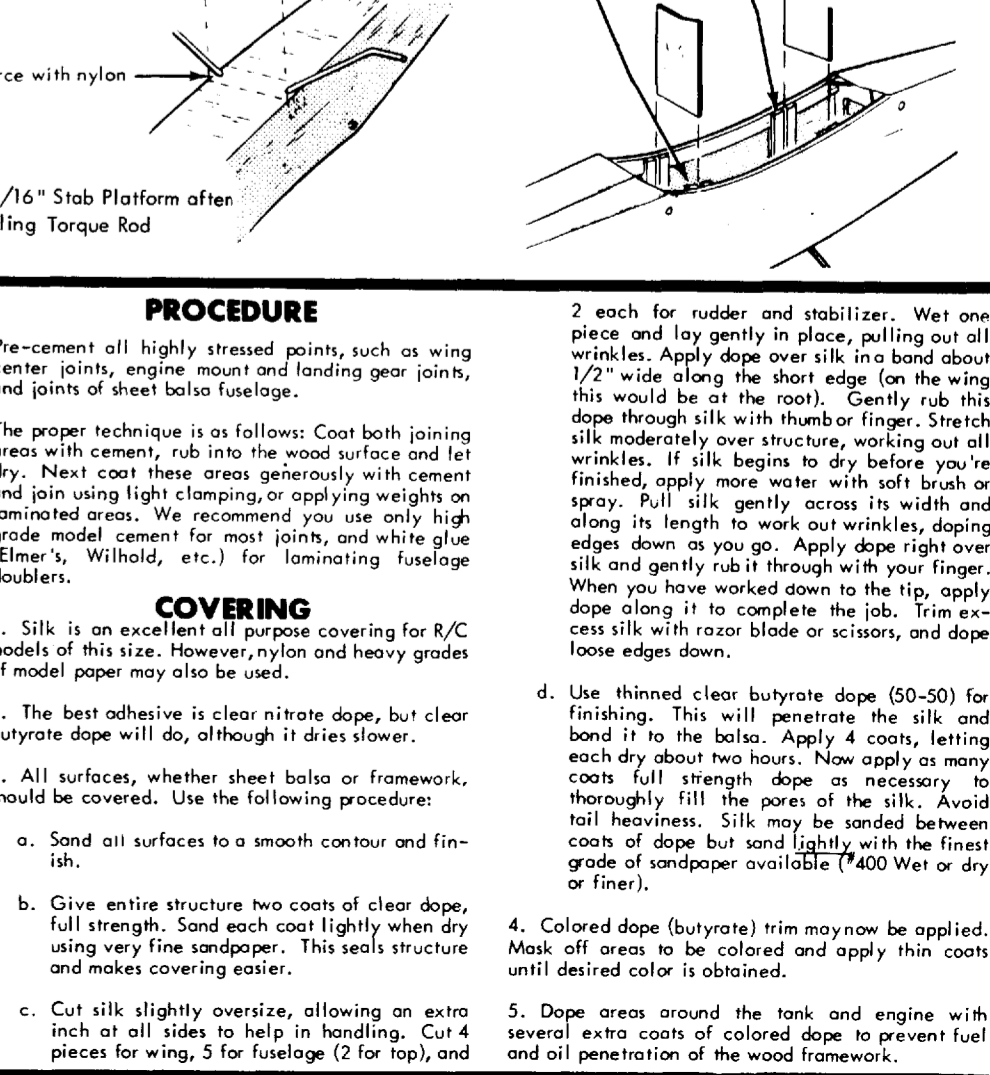 rce with nylon
/16" Stab Platform after
ling Torque Rod
PROCEDURE
re-cement all highly stressed points, such as wing
enter joints, engine mount and landing gear joints,
nd joints of sheet balsa fuselage.
he proper technique is as follows: Coat both joining
reas with cement, rub into the wood surface and let
ry. Next coat these areas generously with cement
nd join using light clamping, or applying weights on
aminated areas. We recommend you use only high
rade model cement for most joints, and white glue
Elmer's, Wilhold, etc.) for laminating fuselage
oublers.
COVERING
. Silk is an excellent all purpose covering for R/C
odels of this size. However, nylon and heavy grades
f model paper may also be used.
. The best adhesive is clear nitrate dope, but clear
utyrate dope will do, although it dries slower.
. All surfaces, whether sheet balsa or framework,
hould be covered. Use the following procedure:
a. Sand all surfaces to a smooth contour and fin-
ish.
b. Give entire structure two coats of clear dope,
full strength. Sand each coat lightly when dry
using very fine sandpaper. This seals structure
and makes covering easier.
c. Cut silk slightly oversize, allowing an extra
inch at all sides to help in handling. Cut 4
pieces for wing, 5 for fuselage (2 for top), and
2 each for rudder and stabilizer. Wet one
piece and lay gently in place, pulling out all
wrinkles. Apply dope over silk in a band about
1/2" wide along the short edge (on the wing
this would be at the root). Gently rub this
dope through silk with thumb or finger. Stretch
silk moderately over structure, working out all
wrinkles. If silk begins to dry before you're
finished, apply more water with soft brush or
spray. Pull silk gently across its width and
along its length to work out wrinkles, doping
edges down as you go. Apply dope right over
silk and gently rub it through with your finger.
When you have worked down to the tip, apply
dope along it to complete the job. Trim ex-
cess silk with razor blade or scissors, and dope
loose edges down.
d. Use thinned clear butyrate dope (50-50) for
finishing. This will penetrate the silk and
bond it to the balsa. Apply 4 coats, letting
each dry about two hours. Now apply as many
coats full strength dope as necessary to
thoroughly fill the pores of the silk. Avoid
tail heaviness. Silk may be sanded between
coats of dope but sand lightly with the finest
grade of sandpaper available (#400 Wet or dry
or finer).
4. Colored dope (butyrate) trim may now be applied.
Mask off areas to be colored and apply thin coats
until desired color is obtained.
5. Dope areas around the tank and engine with
several extra coats of colored dope to prevent fuel
and oil penetration of the wood framework.